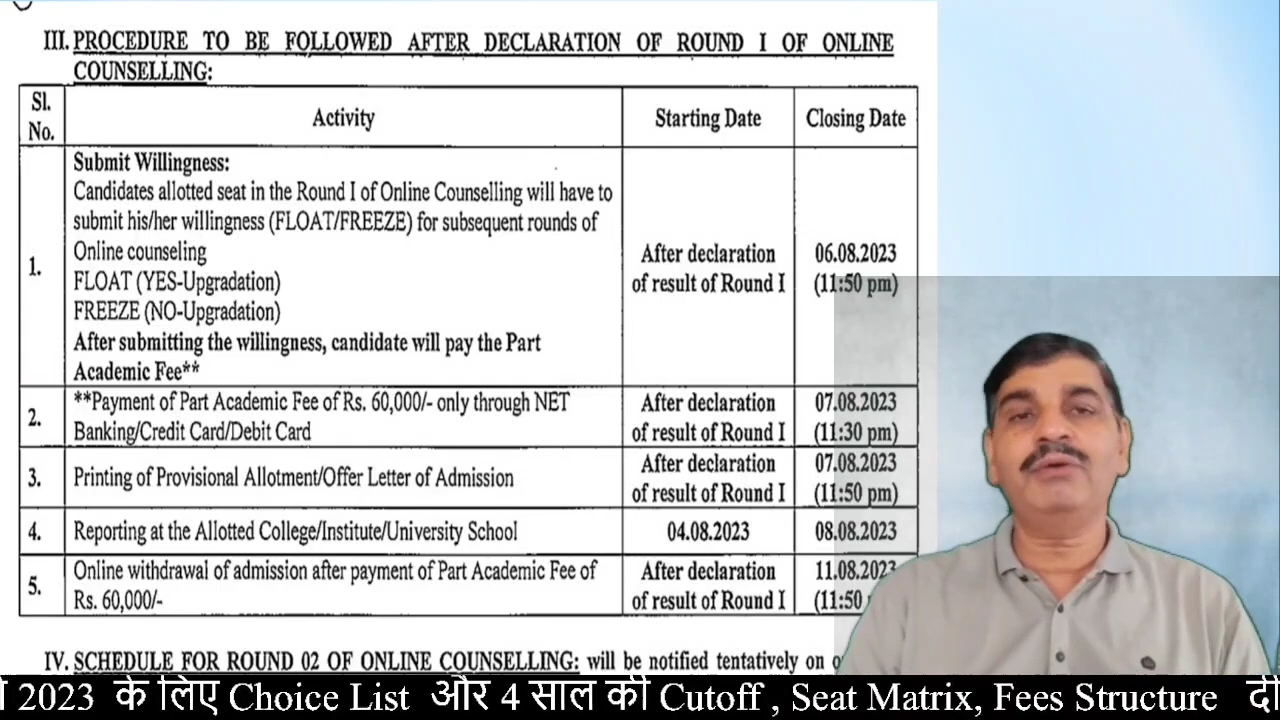 III. PROCEDURE TO BE FOLLOWED AFTER DECLARATION OF ROUND I OF ONLINE
COUNSELLING:
Sl.
No.
Activity
Starting Date
Closing Date
1.
Submit Willingness:
Candidates allotted seat in the Round I of Online Counselling will have to
submit his/her willingness (FLOAT/FREEZE) for subsequent rounds of
Online counseling
FLOAT (YES-Upgradation)
FREEZE (NO-Upgradation)
After submitting the willingness, candidate will pay the Part
Academic Fee**
After declaration
of result of Round I
06.08.2023
(11:50 pm)
2.
**Payment of Part Academic Fee of Rs. 60,000/- only through NET
Banking/Credit Card/Debit Card
After declaration
of result of Round I
07.08.2023
(11:30 pm)
3.
Printing of Provisional Allotment/Offer Letter of Admission
After declaration
of result of Round I
07.08.2023
(11:50 pm)
4.
Reporting at the Allotted College/Institute/University School
04.08.2023
08.08.2023
5.
Online withdrawal of admission after payment of Part Academic Fee of
Rs. 60,000/-
After declaration
of result of Round I
11.08.2023
(11:50
IV. SCHEDULE FOR ROUND 02 OF ONLINE COUNSELLING: will be notified tentatively on
2023 के लिए Choice List और 4 साल की Cutoff , Seat Matrix, Fees Structure